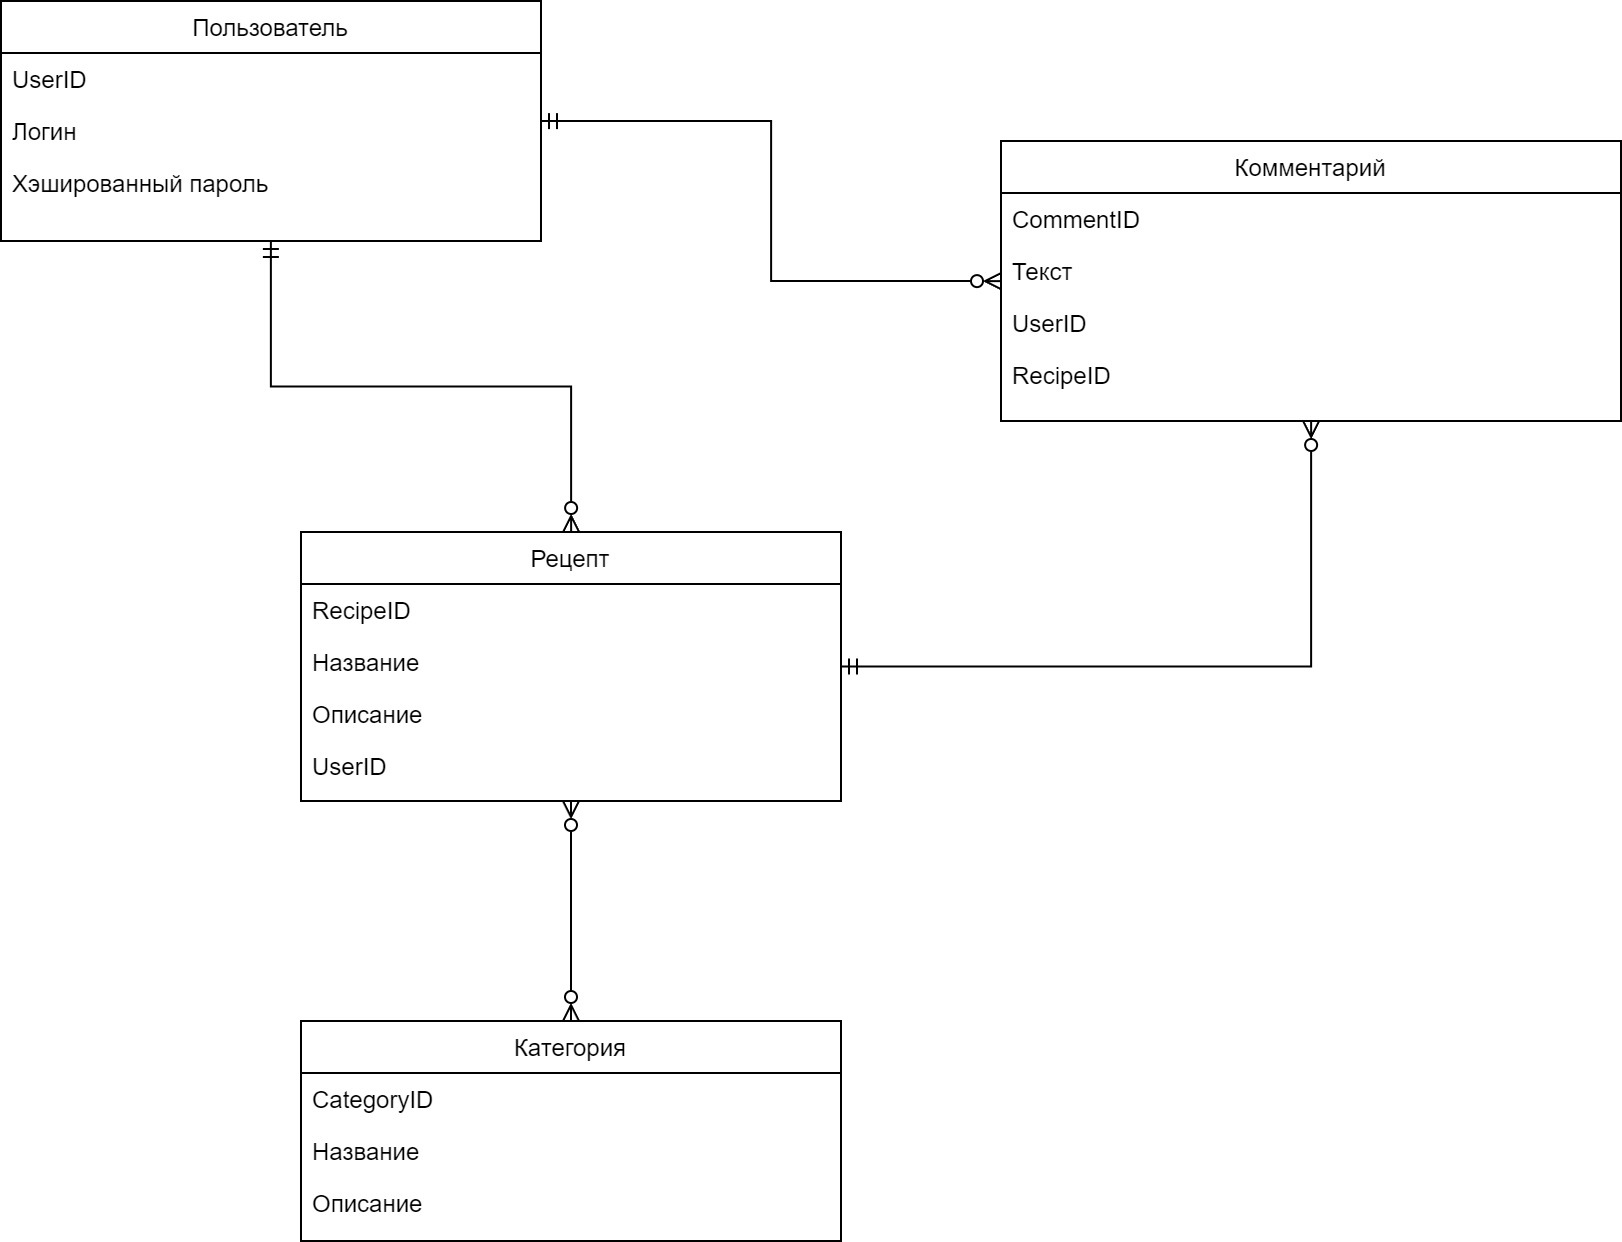 Пользователь
UserID
Логин
Хэшированный пароль
Комментарий
CommentID
Текст
UserID
RecipeID
Рецепт
RecipeID
Название
Описание
UserID
Категория
CategoryID
Название
Описание